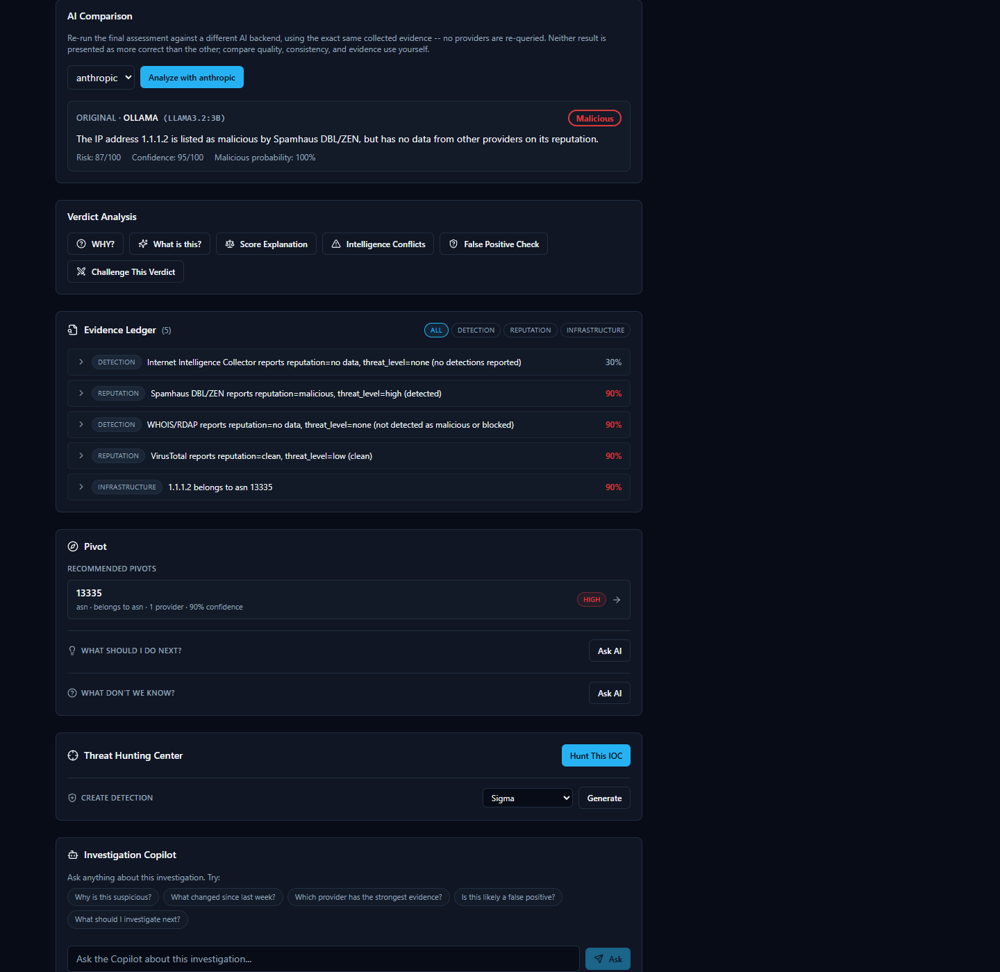 AI Comparison
Re-run the final assessment against a different AI backend, using the exact same collected evidence -- no providers are re-queried. Neither result is
presented as more correct than the other; compare quality, consistency, and evidence use yourself.
anthropic
Analyze with anthropic
ORIGINAL · OLLAMA (LLAMA3.2:3B)
Malicious
The IP address 1.1.1.2 is listed as malicious by Spamhaus DBL/ZEN, but has no data from other providers on its reputation.
Risk: 87/100 Confidence: 95/100 Malicious probability: 100%
Verdict Analysis
WHY?
What is this?
Score Explanation
Intelligence Conflicts
False Positive Check
Challenge This Verdict
Evidence Ledger (5)
ALL
DETECTION
REPUTATION
INFRASTRUCTURE
DETECTION Internet Intelligence Collector reports reputation=no data, threat_level=none (no detections reported) 30%
REPUTATION Spamhaus DBL/ZEN reports reputation=malicious, threat_level=high (detected) 90%
DETECTION WHOIS/RDAP reports reputation=no data, threat_level=none (not detected as malicious or blocked) 90%
REPUTATION VirusTotal reports reputation=clean, threat_level=low (clean) 90%
INFRASTRUCTURE 1.1.1.2 belongs to asn 13335 90%
Pivot
RECOMMENDED PIVOTS
13335
asn · belongs to asn · 1 provider · 90% confidence
HIGH
WHAT SHOULD I DO NEXT?
Ask AI
WHAT DON'T WE KNOW?
Ask AI
Threat Hunting Center
Hunt This IOC
CREATE DETECTION
Sigma
Generate
Investigation Copilot
Ask anything about this investigation. Try:
Why is this suspicious?
What changed since last week?
Which provider has the strongest evidence?
Is this likely a false positive?
What should I investigate next?
Ask the Copilot about this investigation...
Ask